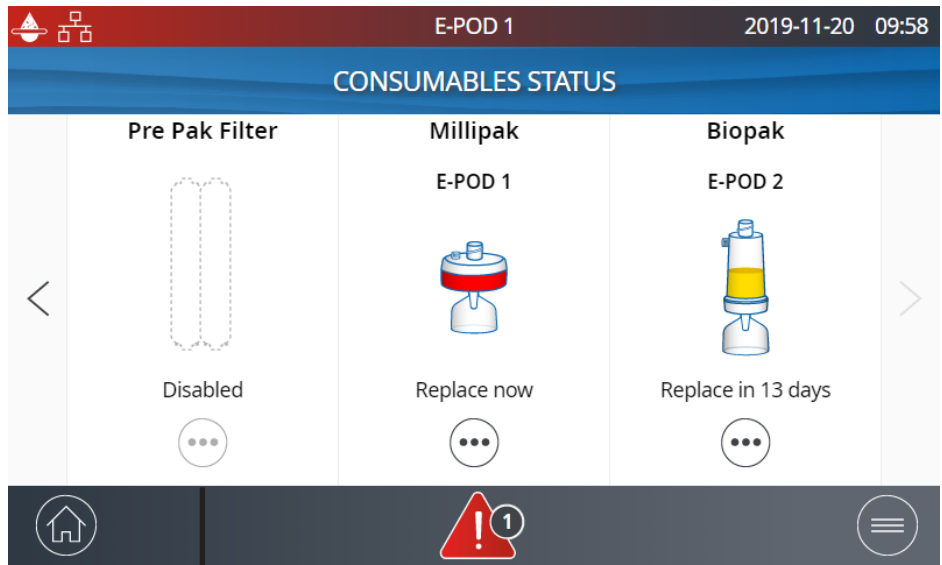 E-POD 1 2019-11-20 09:58
CONSUMABLES STATUS
Pre Pak Filter Millipak Biopak
E-POD 1 E-POD 2
Disabled Replace now Replace in 13 days
1